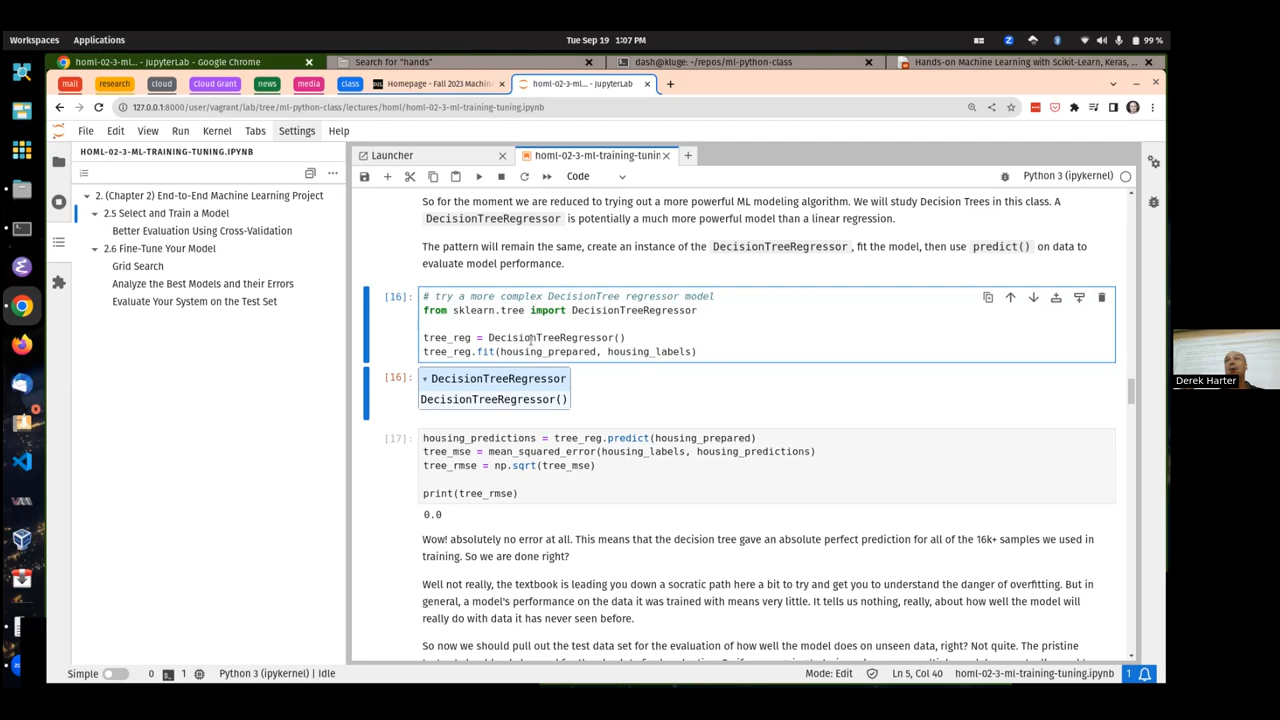 Workspaces Applications Tue Sep 19 1:07 PM 99 %
homl-02-3-ml... - JupyterLab - Google Chrome × Search for "hands" × dash@kluge: ~/repos/ml-python-class × Hands-on Machine Learning with Scikit-Learn, Keras, ... ×
mail research cloud Cloud Grant news media class Homepage - Fall 2023 Machin × homl-02-3-ml... - JupyterLab × +
127.0.0.1:8000/user/vagrant/lab/tree/ml-python-class/lectures/homl/homl-02-3-ml-training-tuning.ipynb
File Edit View Run Kernel Tabs Settings Help
HOML-02-3-ML-TRAINING-TUNING.IPYNB
2. (Chapter 2) End-to-End Machine Learning Project
2.5 Select and Train a Model
Better Evaluation Using Cross-Validation
2.6 Fine-Tune Your Model
Grid Search
Analyze the Best Models and their Errors
Evaluate Your System on the Test Set
Launcher × homl-02-3-ml-training-tunin × +
Code Python 3 (ipykernel)
So for the moment we are reduced to trying out a more powerful ML modeling algorithm. We will study Decision Trees in this class. A
DecisionTreeRegressor is potentially a much more powerful model than a linear regression.
The pattern will remain the same, create an instance of the DecisionTreeRegressor, fit the model, then use predict() on data to
evaluate model performance.
[16]: # try a more complex DecisionTree regressor model
from sklearn.tree import DecisionTreeRegressor
tree_reg = DecisionTreeRegressor()
tree_reg.fit(housing_prepared, housing_labels)
[16]: ▾ DecisionTreeRegressor
DecisionTreeRegressor()
[17]: housing_predictions = tree_reg.predict(housing_prepared)
tree_mse = mean_squared_error(housing_labels, housing_predictions)
tree_rmse = np.sqrt(tree_mse)
print(tree_rmse)
0.0
Wow! absolutely no error at all. This means that the decision tree gave an absolute perfect prediction for all of the 16k+ samples we used in
training. So we are done right?
Well not really, the textbook is leading you down a socratic path here a bit to try and get you to understand the danger of overfitting. But in
general, a model's performance on the data it was trained with means very little. It tells us nothing, really, about how well the model will
really do with data it has never seen before.
So now we should pull out the test data set for the evaluation of how well the model does on unseen data, right? Not quite. The pristine
Simple 0 1 Python 3 (ipykernel) | Idle Mode: Edit Ln 5, Col 40 homl-02-3-ml-training-tuning.ipynb 1
Derek Harter